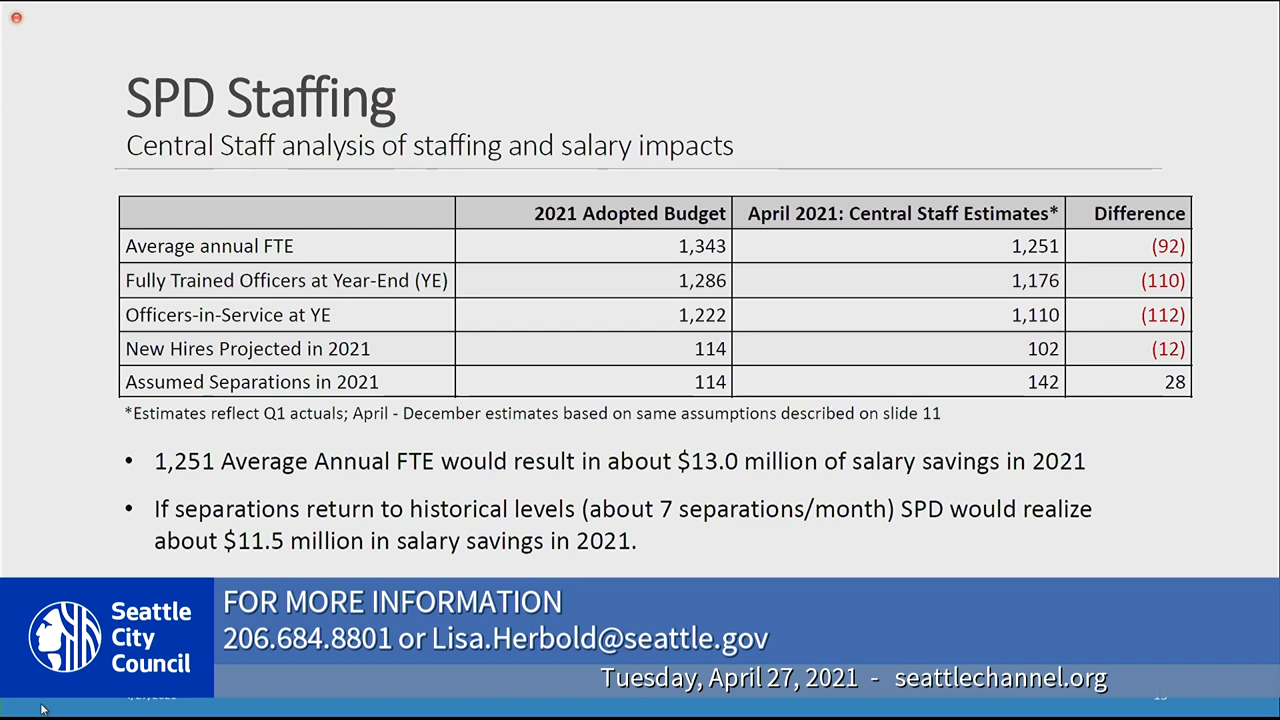 SPD Staffing
Central Staff analysis of staffing and salary impacts
2021 Adopted Budget April 2021: Central Staff Estimates* Difference
Average annual FTE 1,343 1,251 (92)
Fully Trained Officers at Year-End (YE) 1,286 1,176 (110)
Officers-in-Service at YE 1,222 1,110 (112)
New Hires Projected in 2021 114 102 (12)
Assumed Separations in 2021 114 142 28
*Estimates reflect Q1 actuals; April - December estimates based on same assumptions described on slide 11
• 1,251 Average Annual FTE would result in about $13.0 million of salary savings in 2021
• If separations return to historical levels (about 7 separations/month) SPD would realize
about $11.5 million in salary savings in 2021.
Seattle
City
Council
FOR MORE INFORMATION
206.684.8801 or Lisa.Herbold@seattle.gov
Tuesday, April 27, 2021 - seattlechannel.org